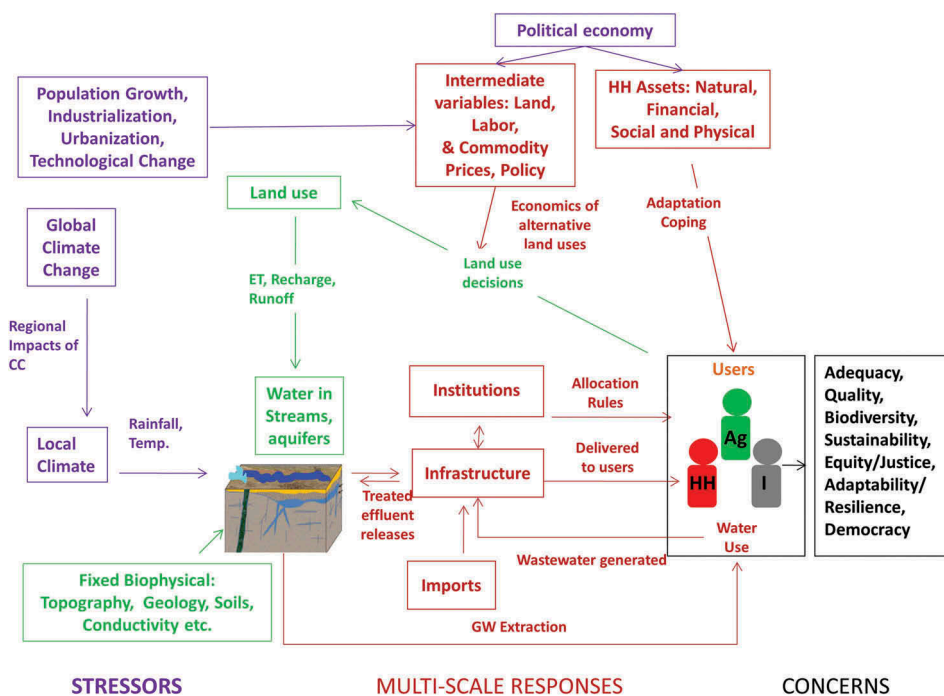 Political economy
Population Growth,
Industrialization,
Urbanization,
Technological Change
Intermediate
variables: Land,
Labor,
& Commodity
Prices, Policy
HH Assets: Natural,
Financial,
Social and Physical
Land use
Economics of
alternative
land uses
Adaptation
Coping
Global
Climate
Change
Land use
decisions
ET, Recharge,
Runoff
Regional
Impacts of
CC
Users
Ag
HH
I
Water
Use
Adequacy,
Quality,
Biodiversity,
Sustainability,
Equity/Justice,
Adaptability/
Resilience,
Democracy
Water in
Streams,
aquifers
Institutions
Allocation
Rules
Local
Climate
Rainfall,
Temp.
Infrastructure
Delivered
to users
Treated
effluent
releases
Wastewater generated
Imports
Fixed Biophysical:
Topography, Geology, Soils,
Conductivity etc.
GW Extraction
STRESSORS
MULTI-SCALE RESPONSES
CONCERNS